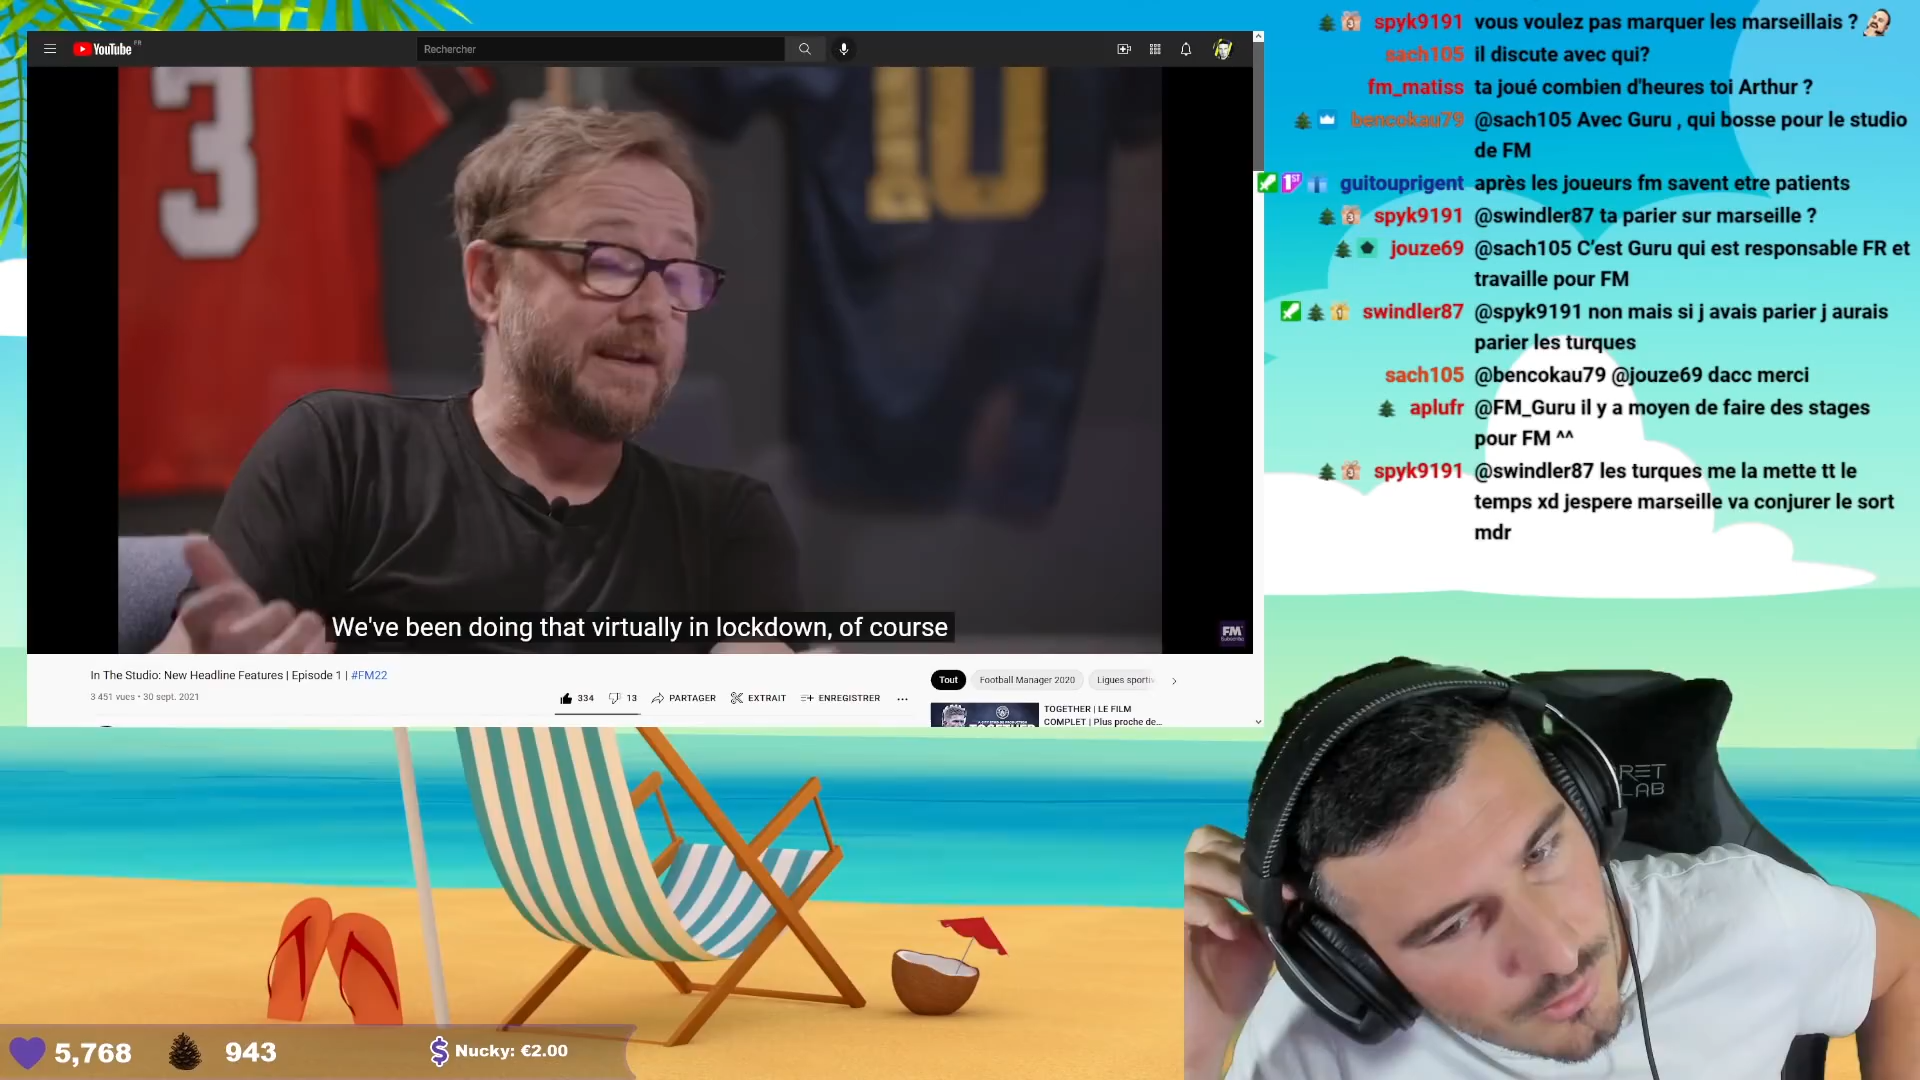 YouTube FR
Rechercher
3
10
We've been doing that virtually in lockdown, of course
FM
In The Studio: New Headline Features | Episode 1 | #FM22
3 451 vues • 30 sept. 2021
334
13
PARTAGER
EXTRAIT
ENREGISTRER
Tout
Football Manager 2020
Ligues sportiv
TOGETHER | LE FILM
COMPLET | Plus proche de...
spyk9191 vous voulez pas marquer les marseillais ?
sach105 il discute avec qui?
fm_matiss ta joué combien d'heures toi Arthur ?
bencokau79 @sach105 Avec Guru , qui bosse pour le studio
de FM
guitouprigent après les joueurs fm savent etre patients
spyk9191 @swindler87 ta parier sur marseille ?
jouze69 @sach105 C'est Guru qui est responsable FR et
travaille pour FM
swindler87 @spyk9191 non mais si j avais parier j aurais
parier les turques
sach105 @bencokau79 @jouze69 dacc merci
aplufr @FM_Guru il y a moyen de faire des stages
pour FM ^^
spyk9191 @swindler87 les turques me la mette tt le
temps xd jespere marseille va conjurer le sort
mdr
RET
LAB
5,768
943
Nucky: €2.00